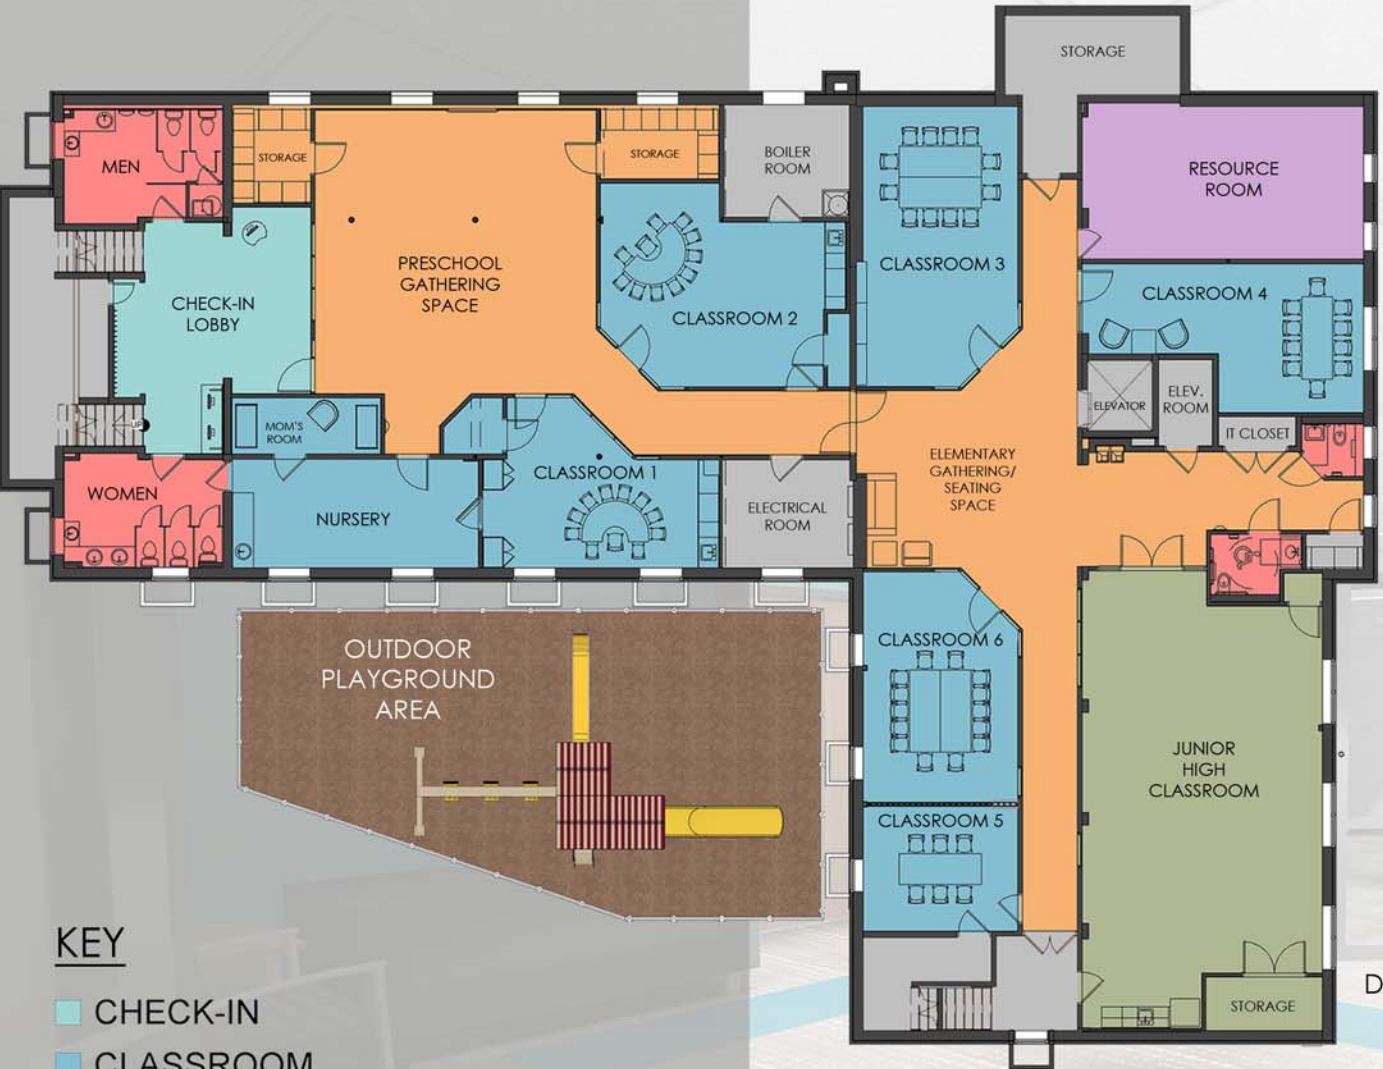 STORAGE
MEN
STORAGE
STORAGE
BOILER
ROOM
RESOURCE
ROOM
CHECK-IN
LOBBY
PRESCHOOL
GATHERING
SPACE
CLASSROOM 2
CLASSROOM 3
CLASSROOM 4
ELEVATOR
ELEV.
ROOM
IT CLOSET
UP
MOM'S
ROOM
WOMEN
NURSERY
CLASSROOM 1
ELECTRICAL
ROOM
ELEMENTARY
GATHERING/
SEATING
SPACE
OUTDOOR
PLAYGROUND
AREA
CLASSROOM 6
JUNIOR
HIGH
CLASSROOM
CLASSROOM 5
STORAGE
D
KEY
CHECK-IN
CLASSROOM